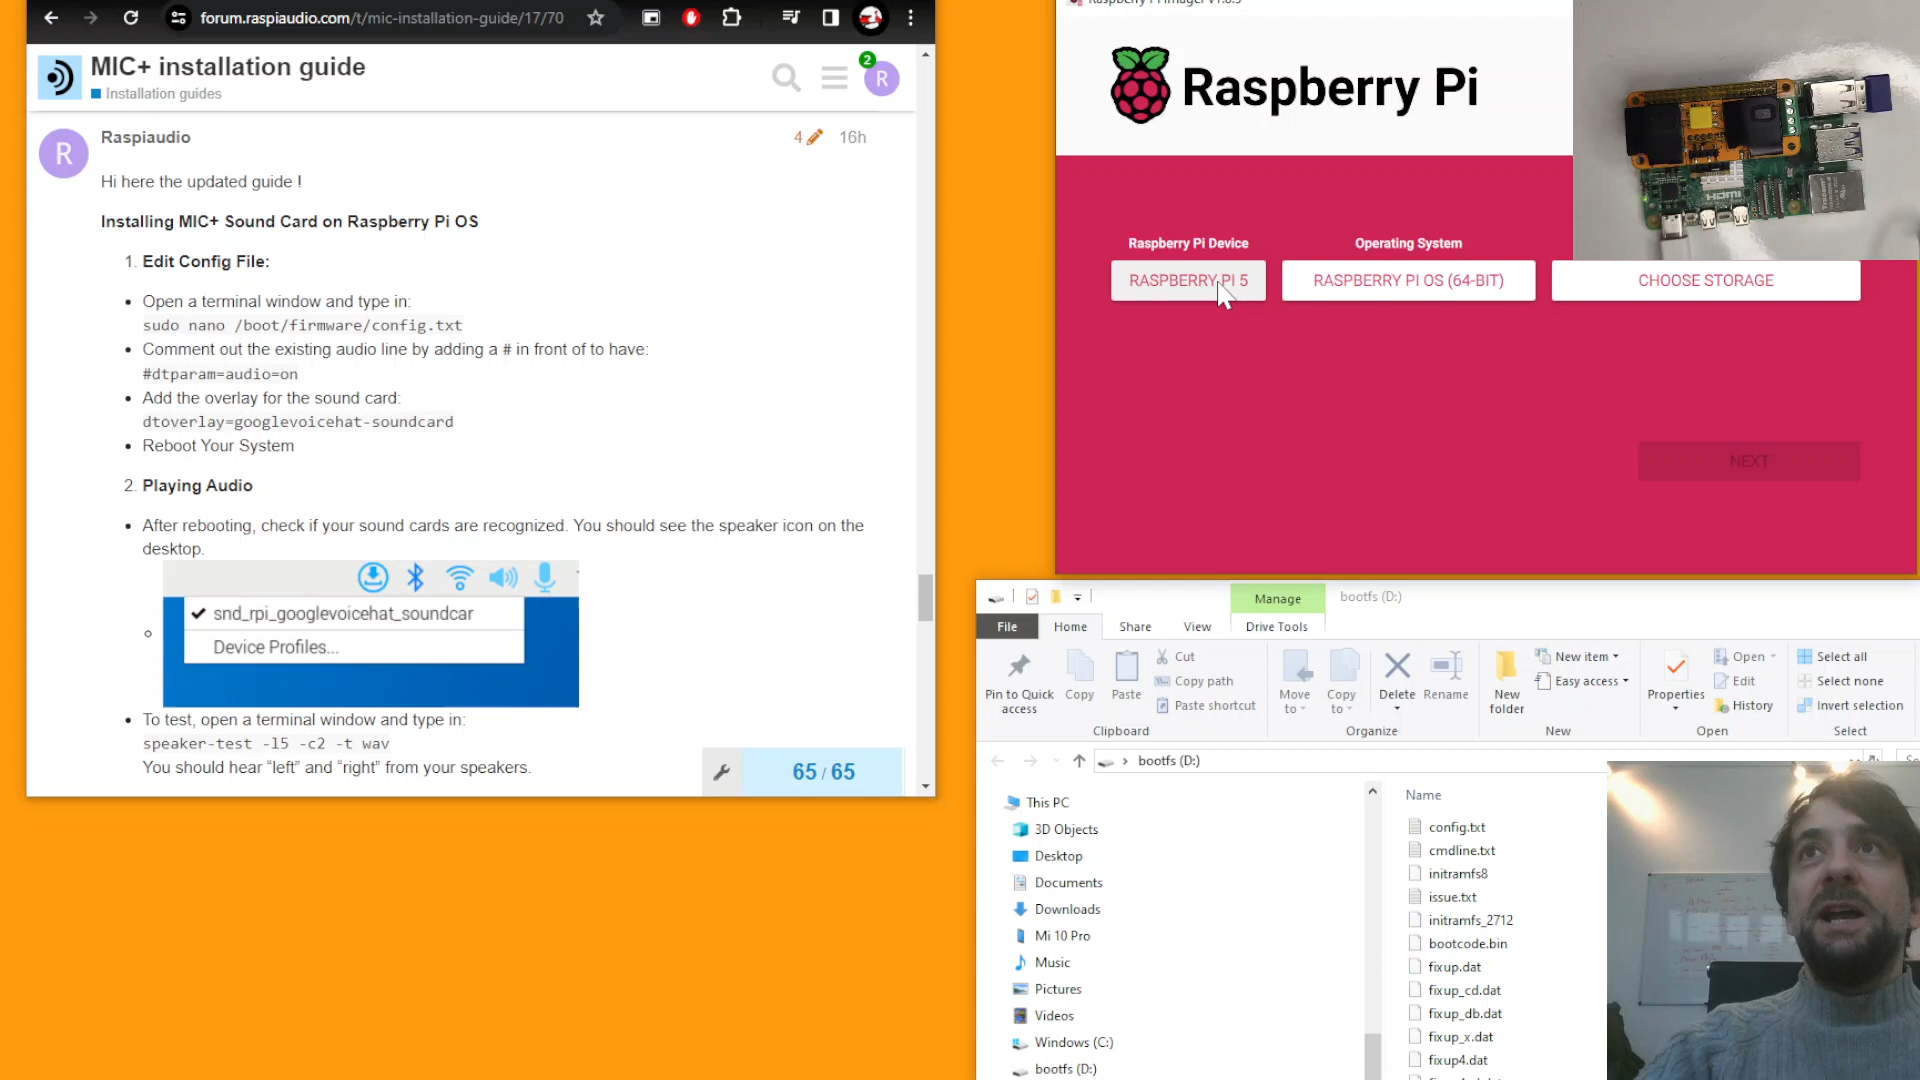 forum.raspiaudio.com/t/mic-installation-guide/17/70
MIC+ installation guide
Installation guides
2
R
R
Raspiaudio
4
16h
Hi here the updated guide !
Installing MIC+ Sound Card on Raspberry Pi OS
1. Edit Config File:
• Open a terminal window and type in:
sudo nano /boot/firmware/config.txt
• Comment out the existing audio line by adding a # in front of to have:
#dtparam=audio=on
• Add the overlay for the sound card:
dtoverlay=googlevoicehat-soundcard
• Reboot Your System
2. Playing Audio
• After rebooting, check if your sound cards are recognized. You should see the speaker icon on the
desktop.
snd_rpi_googlevoicehat_soundcar
Device Profiles...
• To test, open a terminal window and type in:
speaker-test -l5 -c2 -t wav
You should hear “left” and “right” from your speakers.
65 / 65
Raspberry Pi
Raspberry Pi Device
Operating System
RASPBERRY PI 5
RASPBERRY PI OS (64-BIT)
CHOOSE STORAGE
NEXT
HDMI
Manage
bootfs (D:)
File
Home
Share
View
Drive Tools
Pin to Quick
access
Copy
Paste
Cut
Copy path
Paste shortcut
Clipboard
Move
to
Copy
to
Delete
Rename
Organize
New
folder
New item
Easy access
New
Properties
Open
Edit
History
Open
Select all
Select none
Invert selection
Select
bootfs (D:)
This PC
3D Objects
Desktop
Documents
Downloads
Mi 10 Pro
Music
Pictures
Videos
Windows (C:)
bootfs (D:)
Name
config.txt
cmdline.txt
initramfs8
issue.txt
initramfs_2712
bootcode.bin
fixup.dat
fixup_cd.dat
fixup_db.dat
fixup_x.dat
fixup4.dat